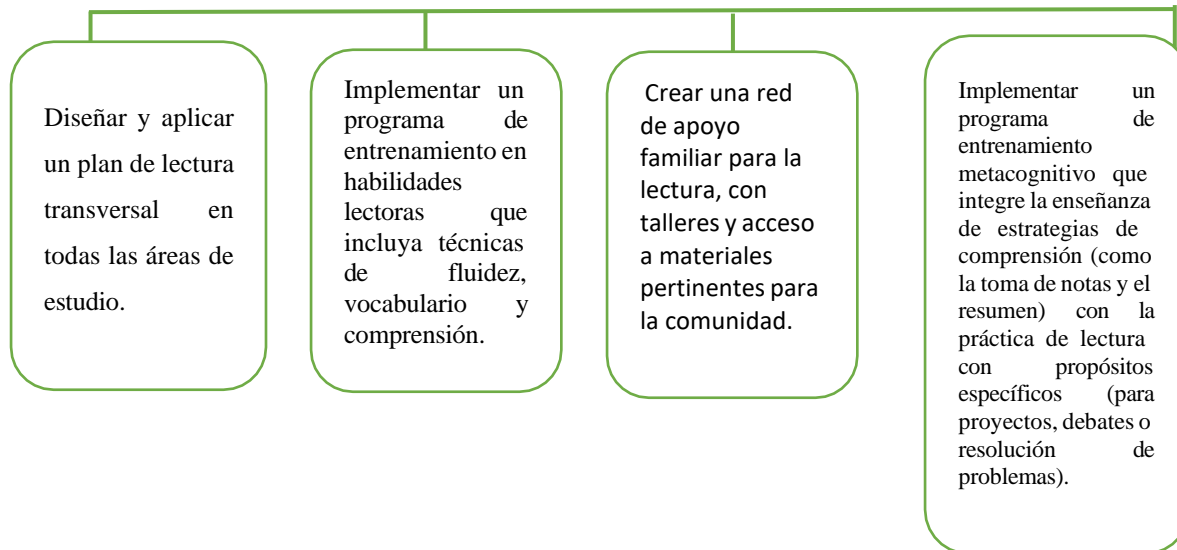 Diseñar y aplicar
un plan de lectura
transversal en
todas las áreas de
estudio.
Implementar un
programa de
entrenamiento en
habilidades
lectoras que
incluya técnicas
de fluidez,
vocabulario y
comprensión.
Crear una red
de apoyo
familiar para la
lectura, con
talleres y acceso
a materiales
pertinentes para
la comunidad.
Implementar un
programa de
entrenamiento
metacognitivo que
integre la enseñanza
de estrategias de
comprensión (como
la toma de notas y el
resumen) con la
práctica de lectura
con propósitos
específicos (para
proyectos, debates o
resolución de
problemas).